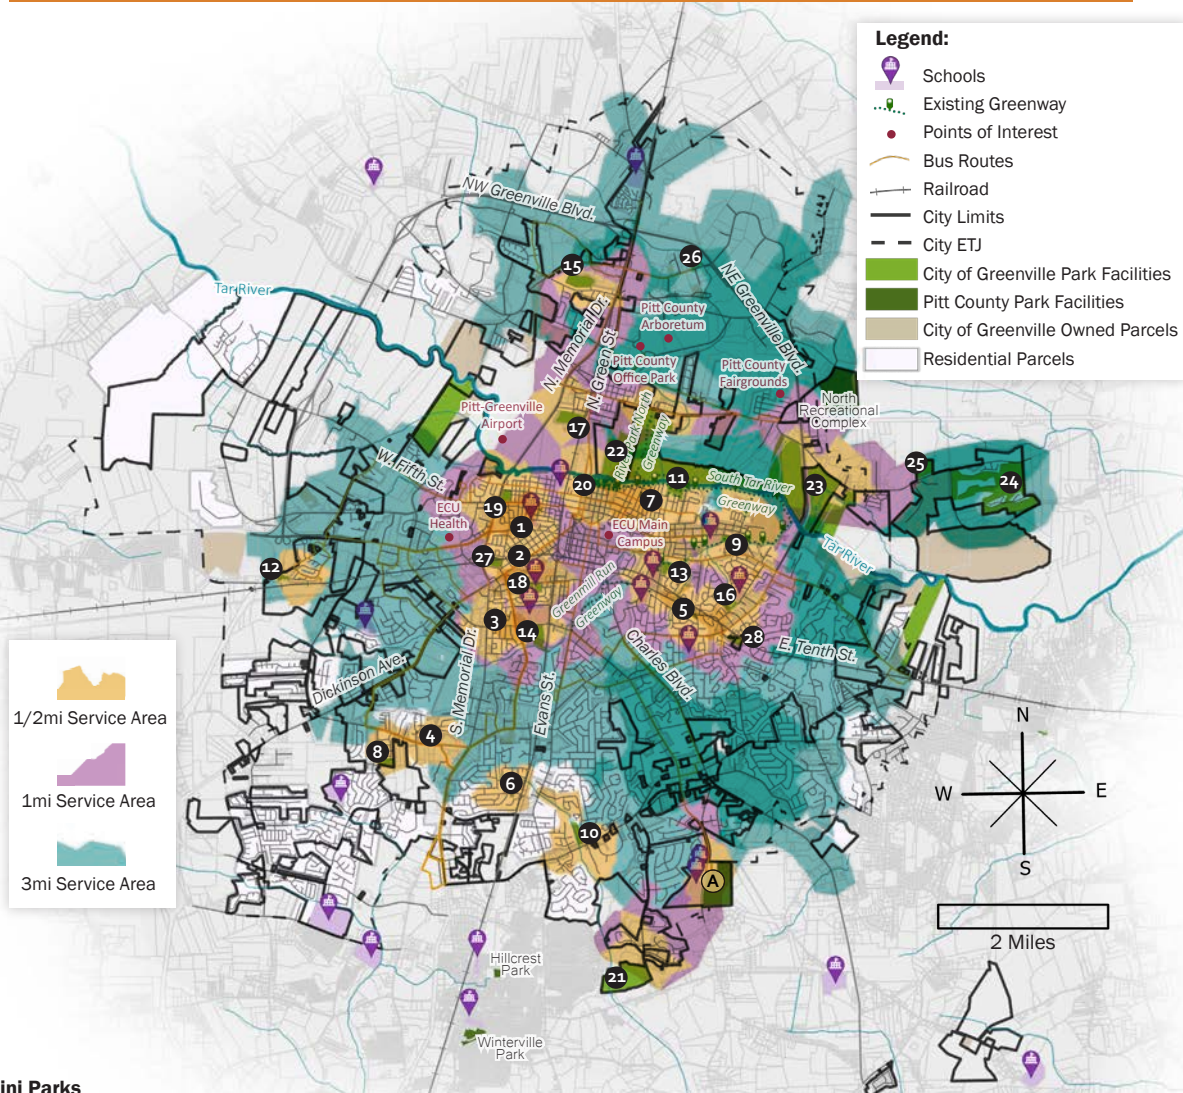 Legend:
Schools
Existing Greenway
Points of Interest
Bus Routes
Railroad
City Limits
City ETJ
City of Greenville Park Facilities
Pitt County Park Facilities
City of Greenville Owned Parcels
Residential Parcels
NW Greenville Blvd.
15
26
NE Greenville Blvd.
Tar River
N. Memorial Dr.
N. Green St.
Pitt County
Arboretum
Pitt County
Office Park
Pitt County
Fairgrounds
North
Recreational
Complex
Pitt-Greenville
Airport
17
River Park North
Greenway
22
W. Fifth St.
25
24
23
20
11
South Tar River
Greenway
7
19
ECU
Health
1
ECU Main
Campus
9
Tar River
27
2
12
18
13
16
Greenmill Run
Greenway
5
3
14
28
E. Tenth St.
Charles Blvd.
Dickinson Ave.
S. Memorial Dr.
Evans St.
4
8
6
10
A
21
1/2mi Service Area
1mi Service Area
3mi Service Area
N
W
E
S
2 Miles
Hillcrest
Park
Winterville
Park
ini Parks